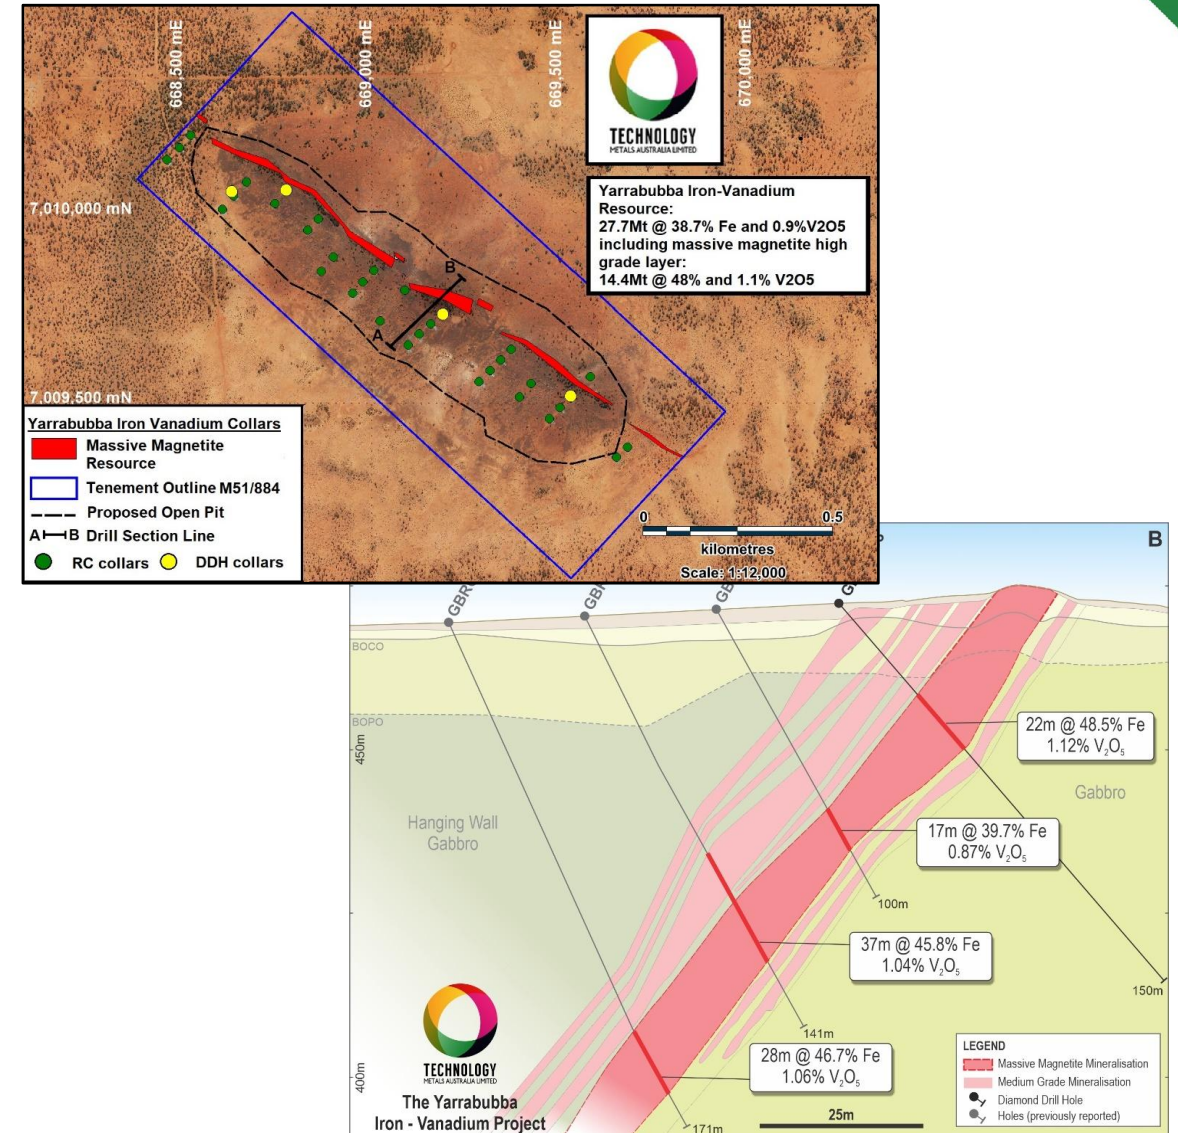 668,500 mE
669,000 mE
669,500 mE
670,000 mE
TECHNOLOGY
METALS AUSTRALIA LIMITED
Yarrabubba Iron-Vanadium
Resource:
27.7Mt @ 38.7% Fe and 0.9%V2O5
including massive magnetite high
grade layer:
14.4Mt @ 48% and 1.1% V2O5
7,010,000 mN
B
A
7,009,500 mN
Yarrabubba Iron Vanadium Collars
Massive Magnetite
Resource
Tenement Outline M51/884
Proposed Open Pit
A B Drill Section Line
RC collars DDH collars
0 0.5
kilometres
Scale: 1:12,000
B
BOCO
BOPO
450m
22m @ 48.5% Fe
1.12% V₂O₅
Gabbro
Hanging Wall
Gabbro
17m @ 39.7% Fe
0.87% V₂O₅
100m
37m @ 45.8% Fe
1.04% V₂O₅
150m
141m
28m @ 46.7% Fe
1.06% V₂O₅
400m
171m
TECHNOLOGY
METALS AUSTRALIA LIMITED
The Yarrabubba
Iron - Vanadium Project
25m
LEGEND
Massive Magnetite Mineralisation
Medium Grade Mineralisation
Diamond Drill Hole
Holes (previously reported)